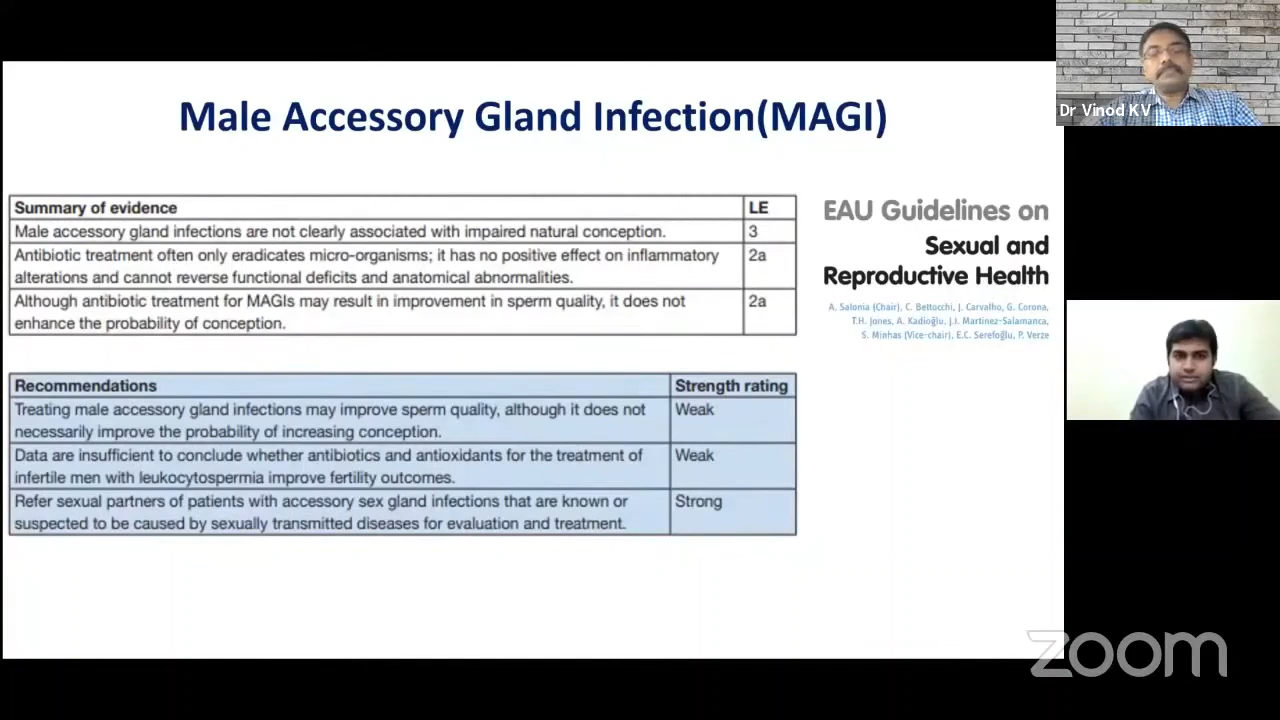 Male Accessory Gland Infection(MAGI)
Dr Vinod KV
Summary of evidence LE
Male accessory gland infections are not clearly associated with impaired natural conception. 3
Antibiotic treatment often only eradicates micro-organisms; it has no positive effect on inflammatory 2a
alterations and cannot reverse functional deficits and anatomical abnormalities.
Although antibiotic treatment for MAGIs may result in improvement in sperm quality, it does not 2a
enhance the probability of conception.
EAU Guidelines on
Sexual and
Reproductive Health
A. Salonia (Chair), C. Bettocchi, J. Carvalho, G. Corona,
T.H. Jones, A. Kadioğlu, J.I. Martinez-Salamanca,
S. Minhas (Vice-chair), E.C. Serefoğlu, P. Verze
Recommendations Strength rating
Treating male accessory gland infections may improve sperm quality, although it does not Weak
necessarily improve the probability of increasing conception.
Data are insufficient to conclude whether antibiotics and antioxidants for the treatment of Weak
infertile men with leukocytospermia improve fertility outcomes.
Refer sexual partners of patients with accessory sex gland infections that are known or Strong
suspected to be caused by sexually transmitted diseases for evaluation and treatment.
zoom